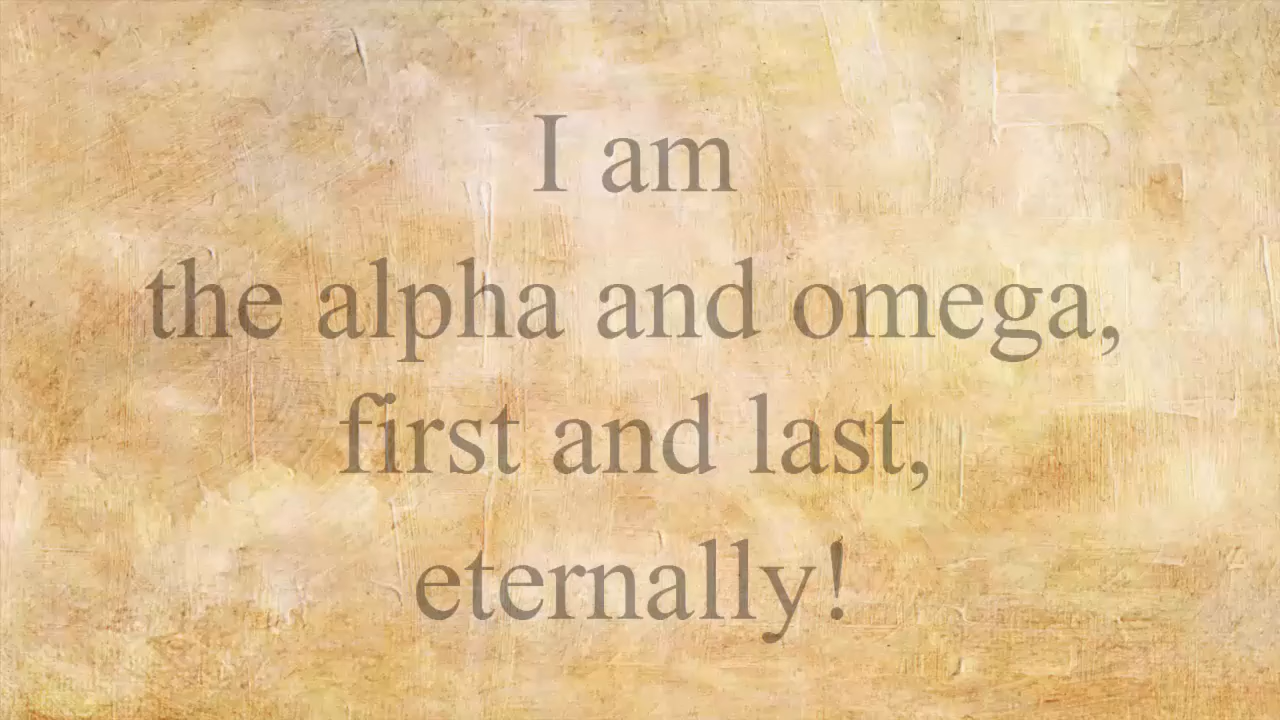 I am
the alpha and omega,
first and last,
eternally!